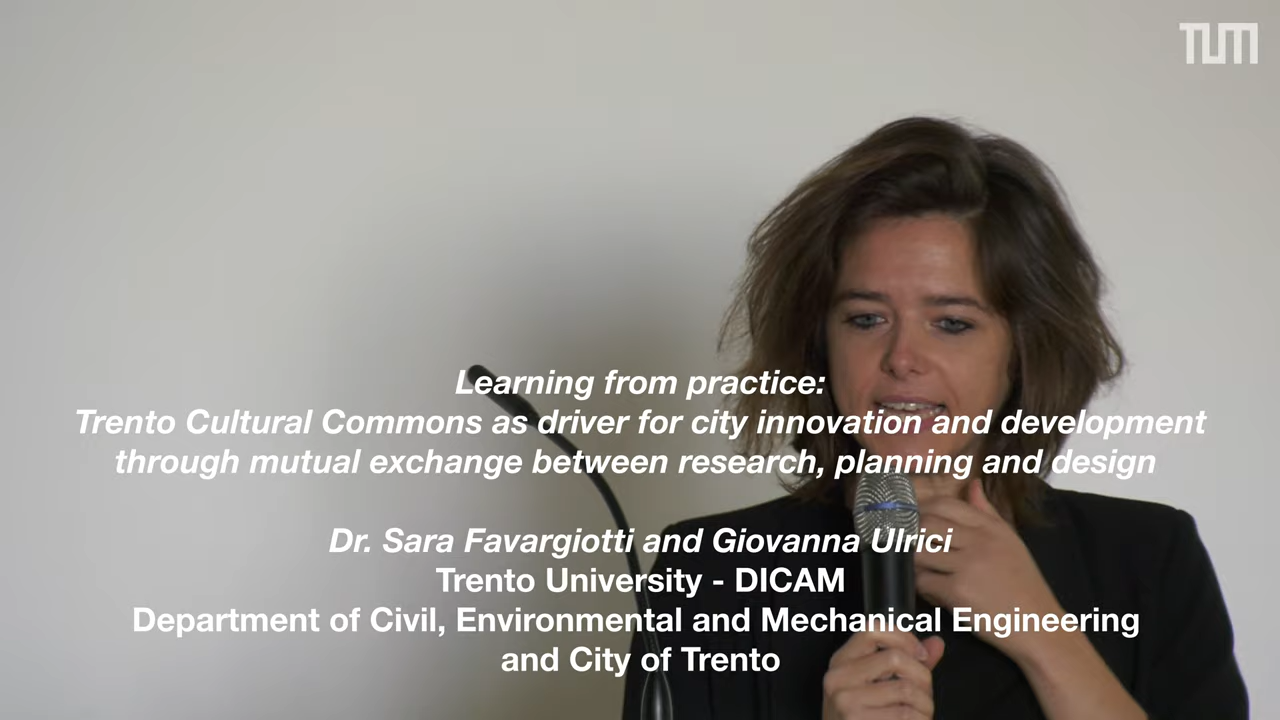 TUM
Learning from practice:
Trento Cultural Commons as driver for city innovation and development
through mutual exchange between research, planning and design
Dr. Sara Favargiotti and Giovanna Ulrici
Trento University - DICAM
Department of Civil, Environmental and Mechanical Engineering
and City of Trento